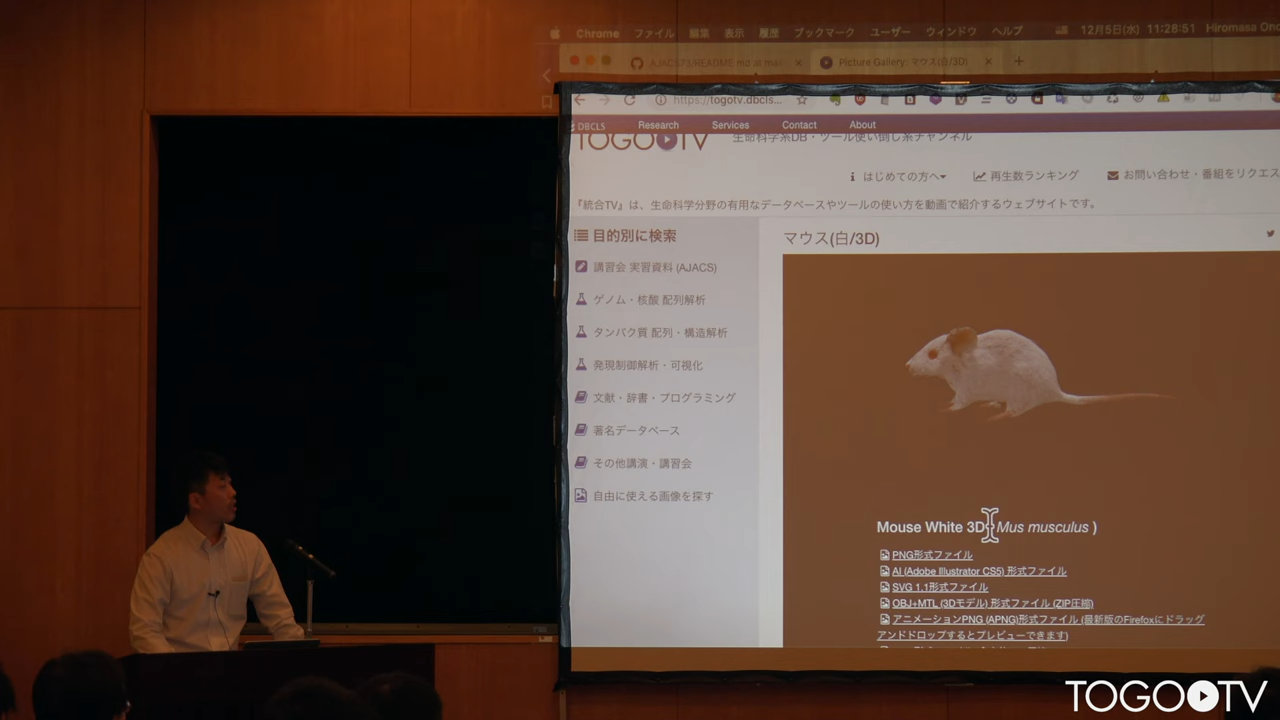 Chrome ファイル 編集 表示 履歴 ブックマーク ユーザー ウィンドウ ヘルプ 12月5日(水) 11:28:51 Hiromasa Ono
AJACS73/README.md at mas Picture Gallery: マウス(白/3D)
https://togotv.dbcls...
DBCLS Research Services Contact About
TOGOTV 生命科学系DB・ツール使い倒し系チャンネル
はじめての方へ 再生数ランキング お問い合わせ・番組をリクエス
『統合TV』は、生命科学分野の有用なデータベースやツールの使い方を動画で紹介するウェブサイトです。
目的別に検索
講習会 実習資料 (AJACS)
ゲノム・核酸 配列解析
タンパク質 配列・構造解析
発現制御解析・可視化
文献・辞書・プログラミング
著名データベース
その他講演・講習会
自由に使える画像を探す
マウス(白/3D)
Mouse White 3D Mus musculus )
PNG形式ファイル
AI (Adobe Illustrator CS5) 形式ファイル
SVG 1.1形式ファイル
OBJ+MTL (3Dモデル) 形式ファイル (ZIP圧縮)
アニメーションPNG (APNG)形式ファイル (最新版のFirefoxにドラッグ
アンドドロップするとプレビューできます)
TOGOTV